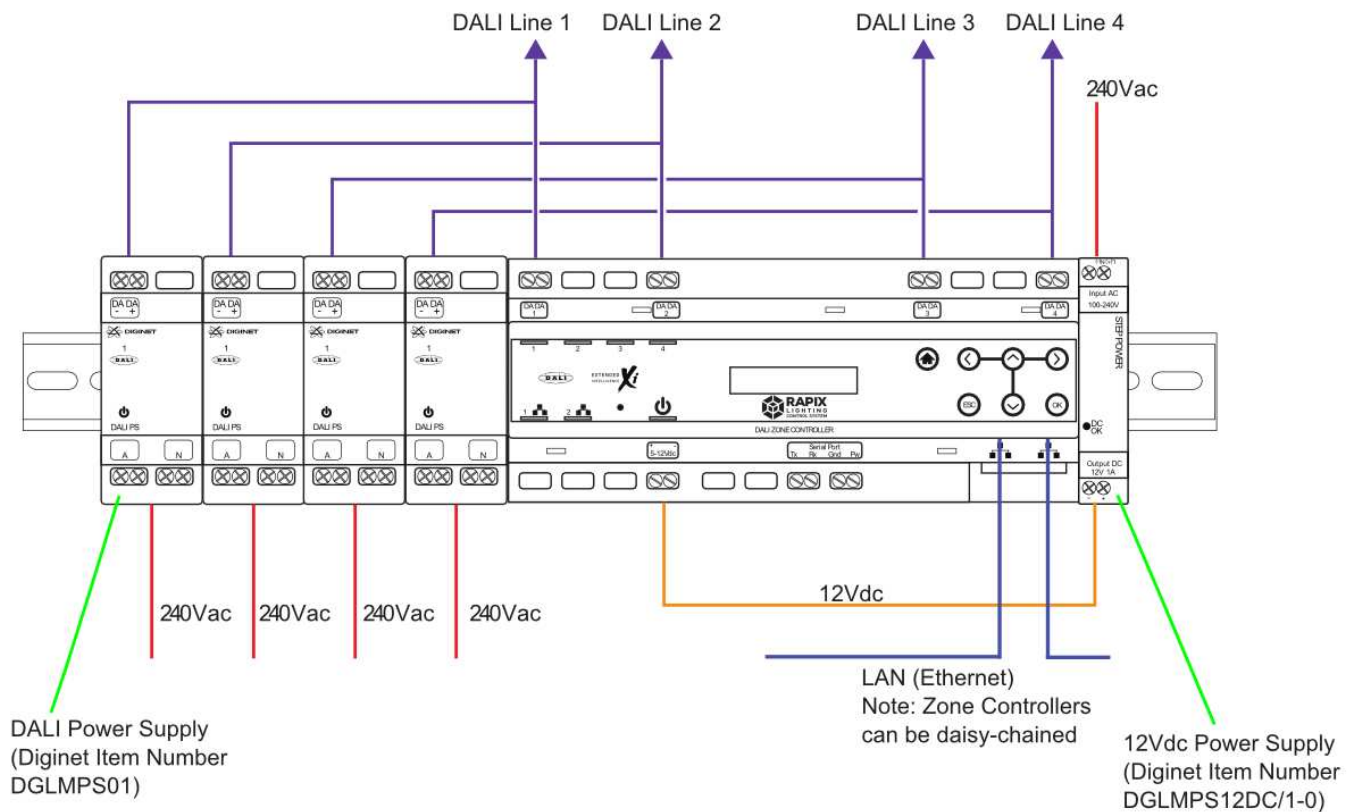 DALI Line 1
DALI Line 2
DALI Line 3
DALI Line 4
240Vac
DA DA
- +
DIGINET
1
DALI
DALI PS
A N
DA DA
- +
DIGINET
1
DALI
DALI PS
A N
DA DA
- +
DIGINET
1
DALI
DALI PS
A N
DA DA
- +
DIGINET
1
DALI
DALI PS
A N
DA DA
1
DA DA
2
DA DA
3
DA DA
4
1 2 3 4
DALI
EXTENDED
INTELLIGENCE
Xi
1 2
RAPIX
LIGHTING
CONTROL SYSTEM
ESC
OK
DALI ZONE CONTROLLER
+ -
5-12Vdc
Serial Port
Tx Rx Gnd Pw
Input AC
100-240V
STEP POWER
DC
OK
Output DC
12V 1A
- +
240Vac
240Vac
240Vac
240Vac
12Vdc
LAN (Ethernet)
Note: Zone Controllers
can be daisy-chained
DALI Power Supply
(Diginet Item Number
DGLMPS01)
12Vdc Power Supply
(Diginet Item Number
DGLMPS12DC/1-0)